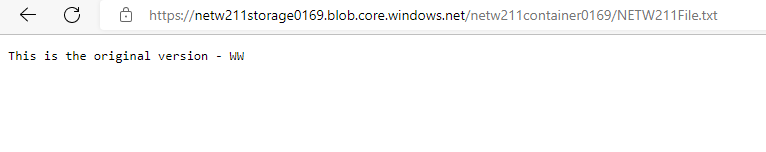 https://netw211storage0169.blob.core.windows.net/netw211container0169/NETW211File.txt
This is the original version - WW